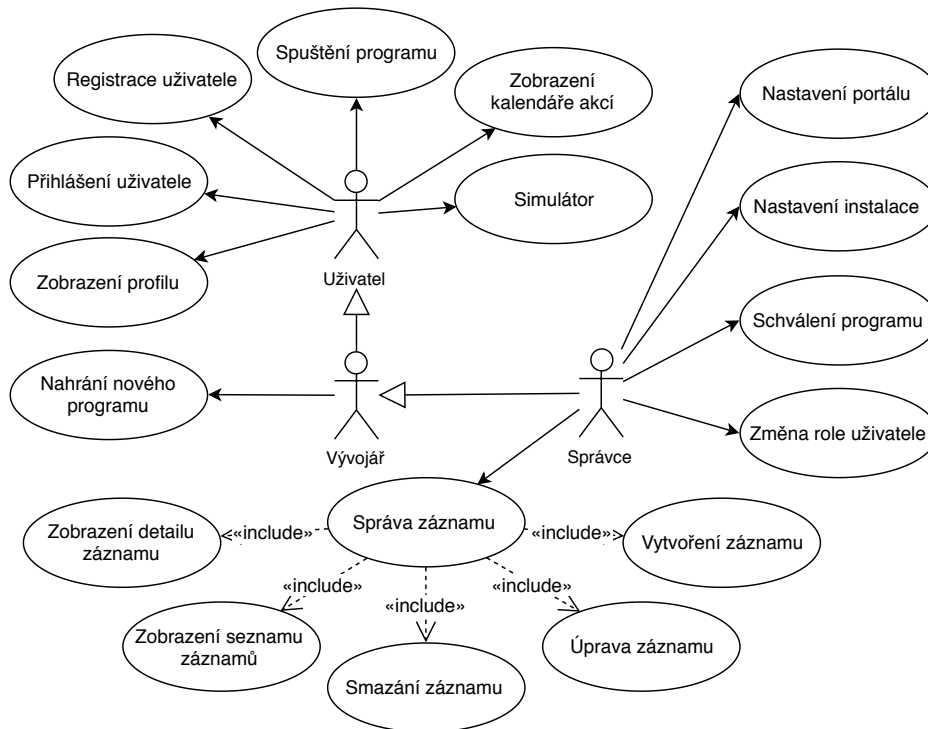 Spuštění programu
Registrace uživatele
Zobrazení
kalendáře akcí
Nastavení portálu
Přihlášení uživatele
Simulátor
Nastavení instalace
Uživatel
Zobrazení profilu
Schválení programu
Nahrání nového
programu
Vývojář
Správce
Změna role uživatele
Správa záznamu
Zobrazení detailu
záznamu
«include»
«include»
Vytvoření záznamu
«include»
«include»
«include»
Zobrazení seznamu
záznamů
Úprava záznamu
Smazání záznamu